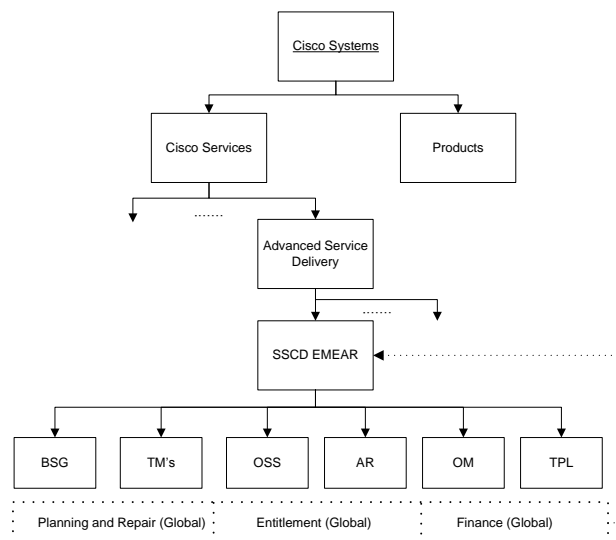 Cisco Systems
Cisco Services
Products
.......
Advanced Service
Delivery
.......
SSCD EMEAR
BSG
TM's
OSS
AR
OM
TPL
Planning and Repair (Global)
Entitlement (Global)
Finance (Global)